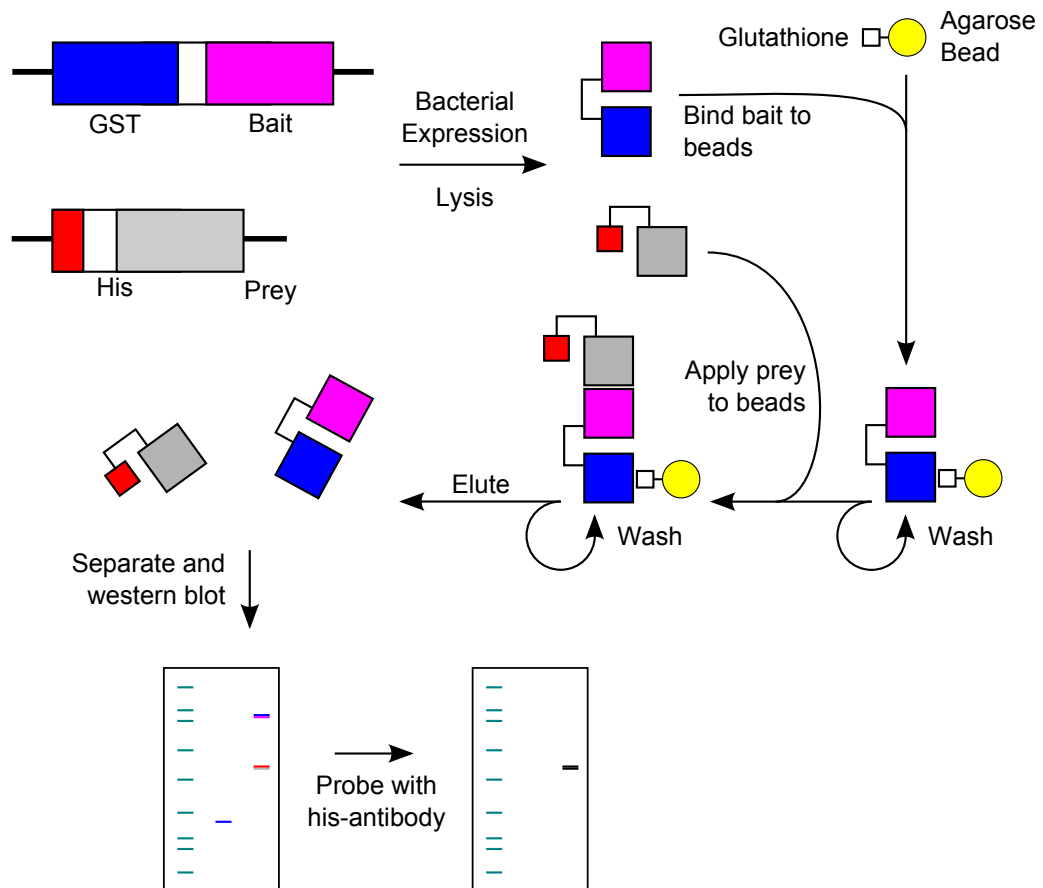 GST
Bait
His
Prey
Bacterial
Expression
Lysis
Glutathione
Agarose
Bead
Bind bait to
beads
Apply prey
to beads
Wash
Wash
Elute
Separate and
western blot
Probe with
his-antibody